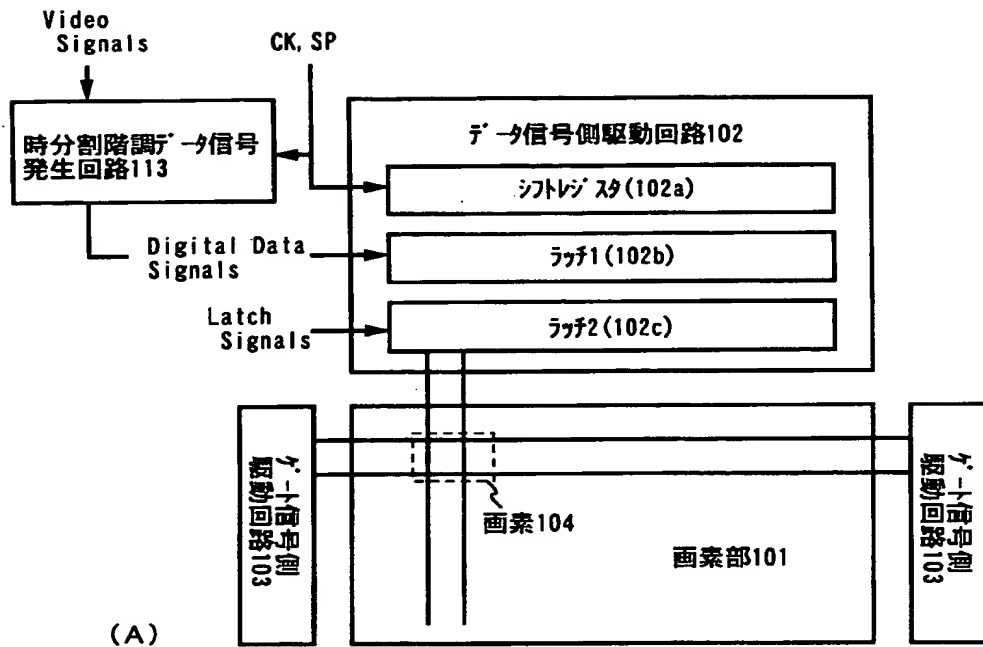 Video
Signals
CK, SP
時分割階調ﾃﾞｰﾀ信号
発生回路113
ﾃﾞｰﾀ信号側駆動回路102
ｼﾌﾄﾚｼﾞｽﾀ(102a)
Digital Data
Signals
ﾗｯﾁ1(102b)
Latch
Signals
ﾗｯﾁ2(102c)
ｹﾞｰﾄ信号側
駆動回路103
画素104
画素部101
ｹﾞｰﾄ信号側
駆動回路103
(A)